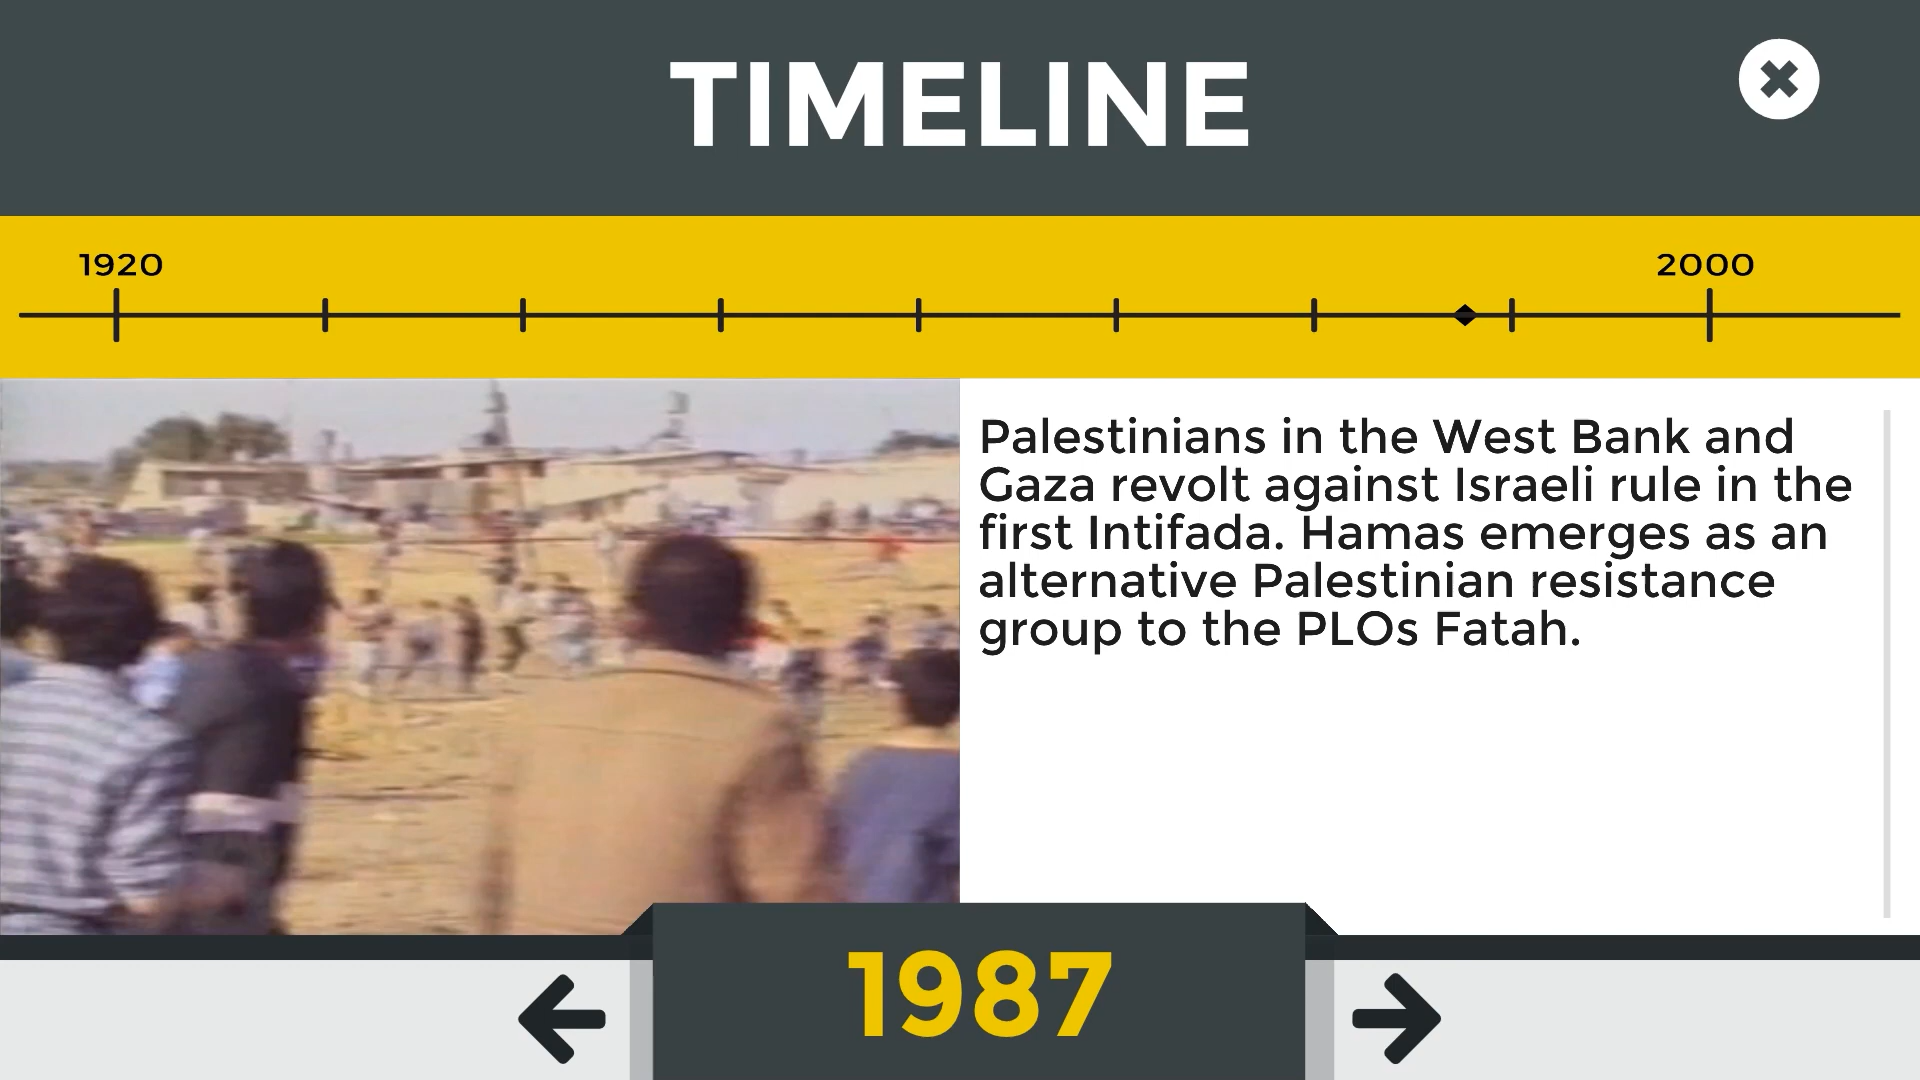 TIMELINE
1920
2000
Palestinians in the West Bank and
Gaza revolt against Israeli rule in the
first Intifada. Hamas emerges as an
alternative Palestinian resistance
group to the PLOs Fatah.
1987